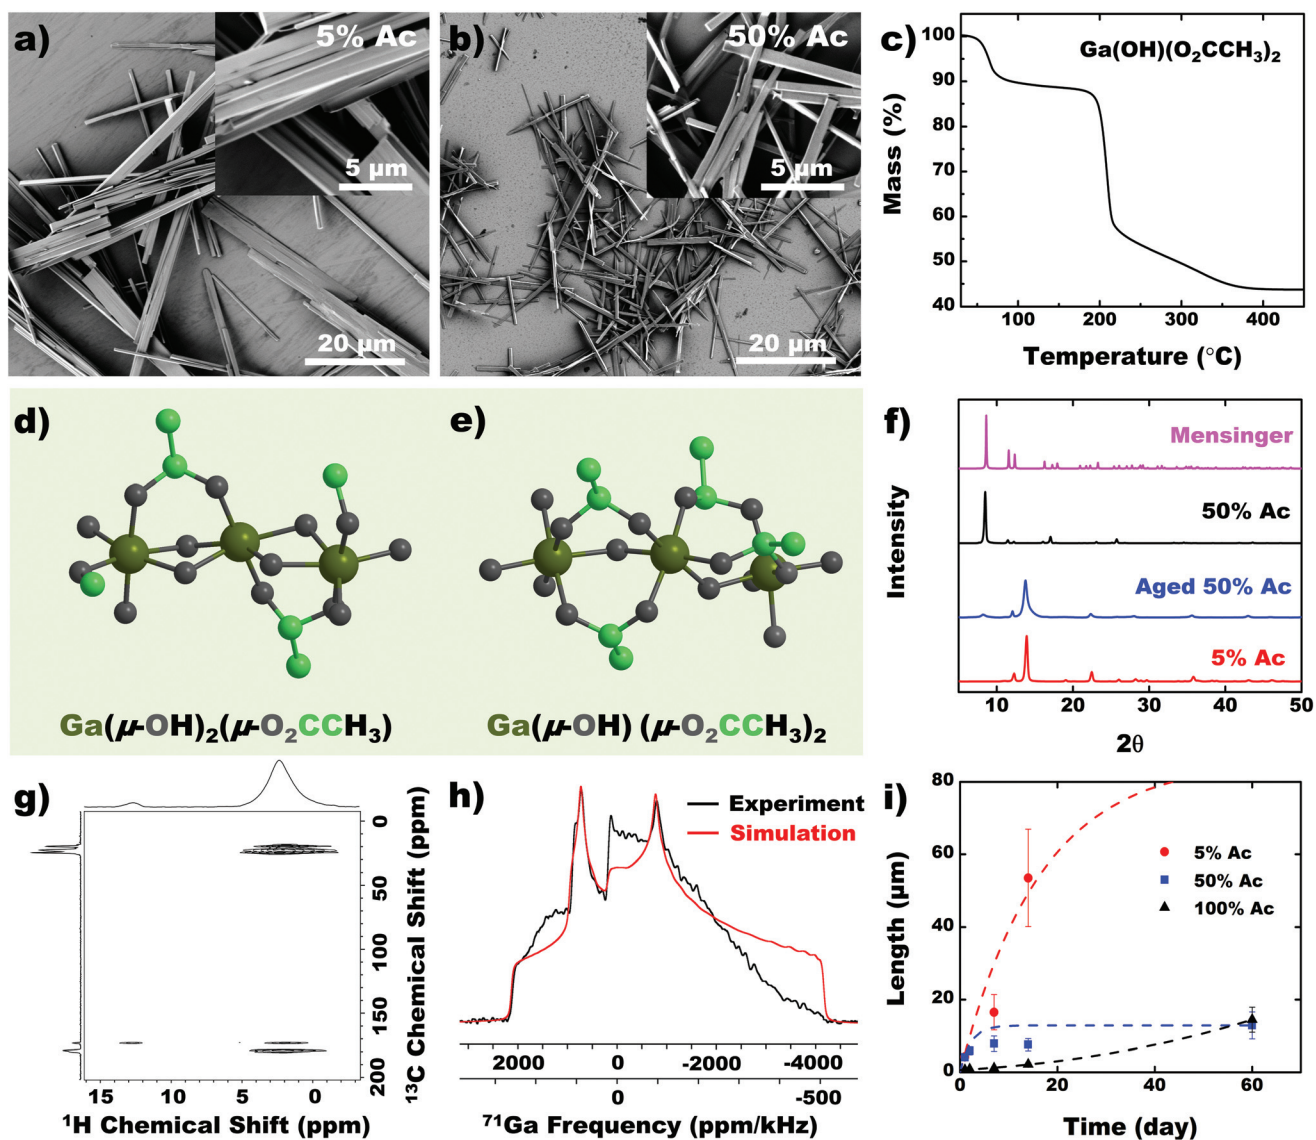 a)
5% Ac
5 µm
20 µm
b)
50% Ac
5 µm
20 µm
c)
Ga(OH)(O₂CCH₃)₂
100
90
80
70
60
50
40
Mass (%)
100 200 300 400
Temperature (°C)
d)
Ga(µ-OH)₂(µ-O₂CCH₃)
e)
Ga(µ-OH) (µ-O₂CCH₃)₂
f)
Mensinger
50% Ac
Aged 50% Ac
5% Ac
Intensity
10 20 30 40 50
2θ
g)
0
50
100
150
200
¹³C Chemical Shift (ppm)
15 10 5 0
¹H Chemical Shift (ppm)
h)
Experiment
Simulation
2000 0 -2000 -4000
0 -500
⁷¹Ga Frequency (ppm/kHz)
i)
80
60
40
20
0
Length (µm)
5% Ac
50% Ac
100% Ac
0 20 40 60
Time (day)